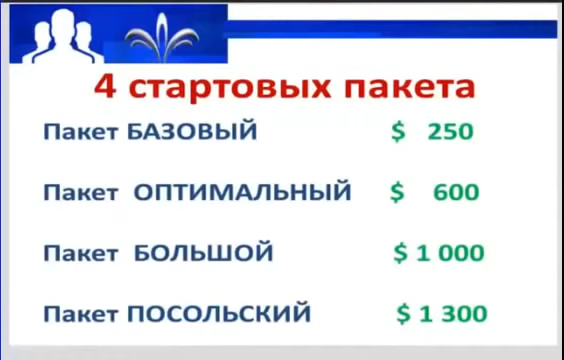 4 стартовых пакета
Пакет БАЗОВЫЙ $ 250
Пакет ОПТИМАЛЬНЫЙ $ 600
Пакет БОЛЬШОЙ $ 1 000
Пакет ПОСОЛЬСКИЙ $ 1 300